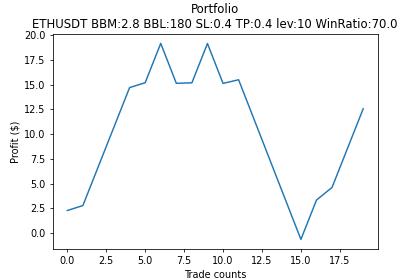 Portfolio
ETHUSDT BBM:2.8 BBL:180 SL:0.4 TP:0.4 lev:10 WinRatio:70.0
20.0
17.5
15.0
12.5
10.0
7.5
5.0
2.5
0.0
Profit ($)
0.0 2.5 5.0 7.5 10.0 12.5 15.0 17.5
Trade counts